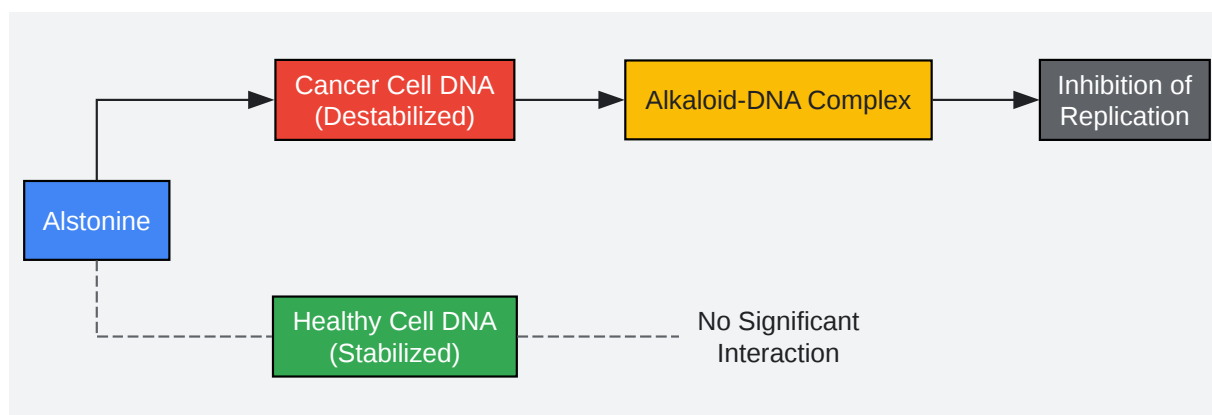 Cancer Cell DNA
(Destabilized)
Alkaloid-DNA Complex
Inhibition of
Replication
Alstonine
Healthy Cell DNA
(Stabilized)
No Significant
Interaction